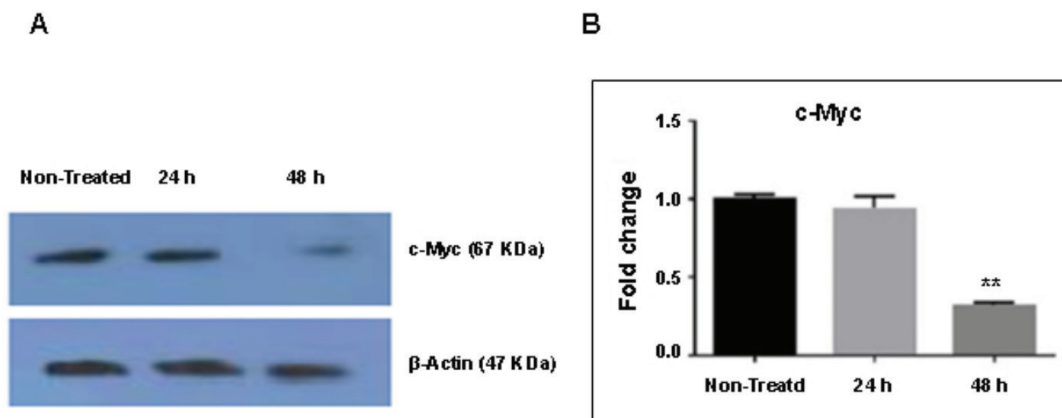 A
Non-Treated 24 h 48 h
c-Myc (67 KDa)
β-Actin (47 KDa)
B
c-Myc
Fold change
1.5
1.0
0.5
0.0
**
Non-Treatd 24 h 48 h